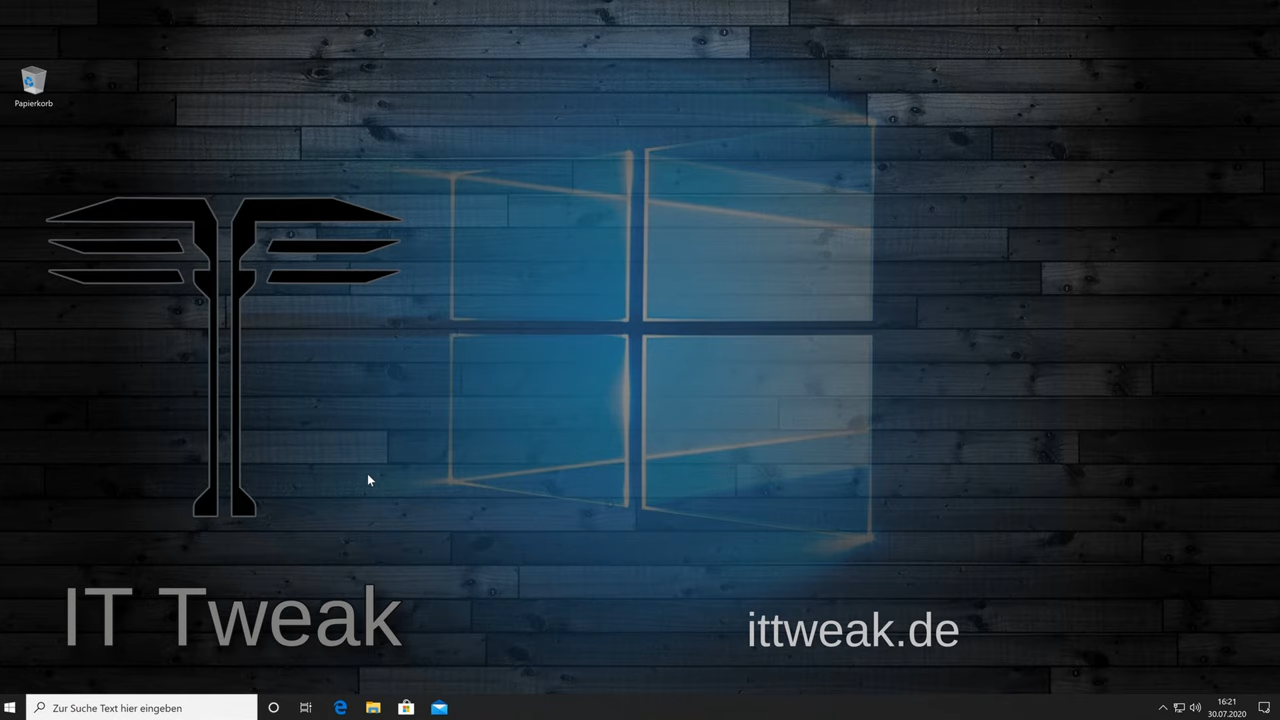 Papierkorb
IT Tweak
ittweak.de
Zur Suche Text hier eingeben
16:21
30.07.2020